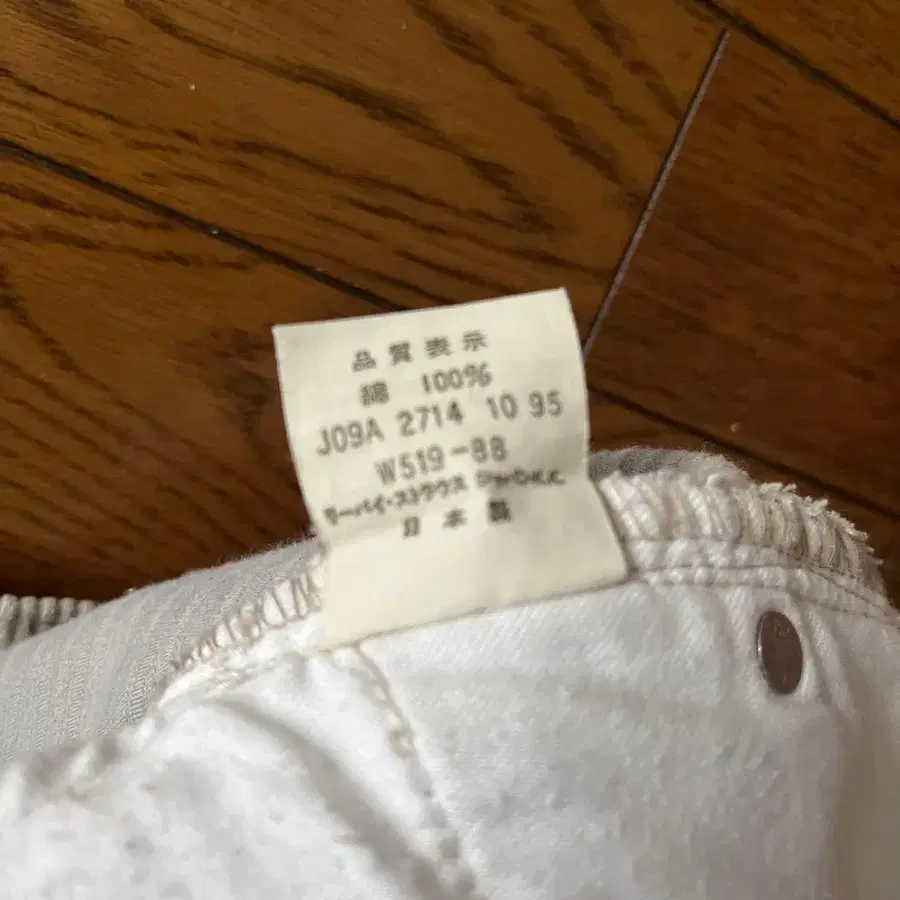 品質表示
綿 100%
J09A 2714 10 95
W519-88
リーバイ・ストラウス ジャパンK.K.
日本製